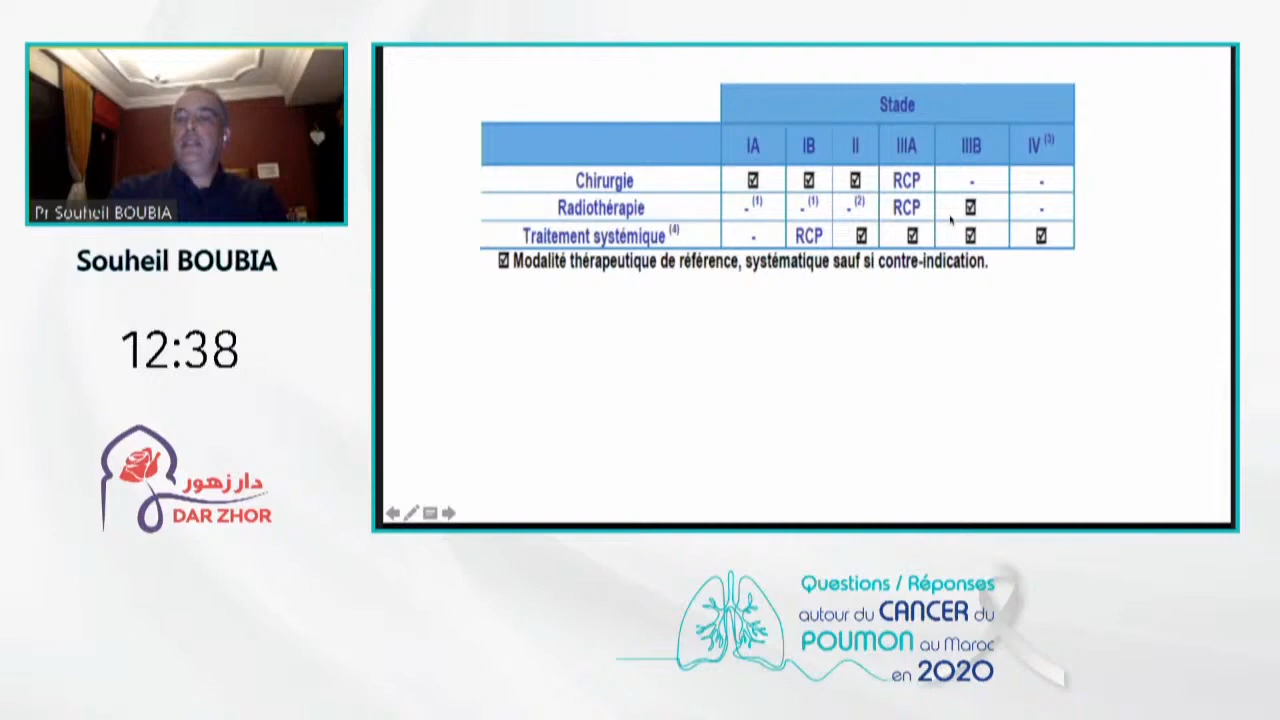 Pr Souheil BOUBIA
Souheil BOUBIA
12:38
دار زهور
DAR ZHOR
Stade
IA IB II IIIA IIIB IV (3)
Chirurgie ☑ ☑ ☑ RCP - -
Radiothérapie - (1) - (1) - (2) RCP ☑ -
Traitement systémique (4) - RCP ☑ ☑ ☑ ☑
☑ Modalité thérapeutique de référence, systématique sauf si contre-indication.
Questions / Réponses
autour du CANCER du
POUMON au Maroc
en 2020